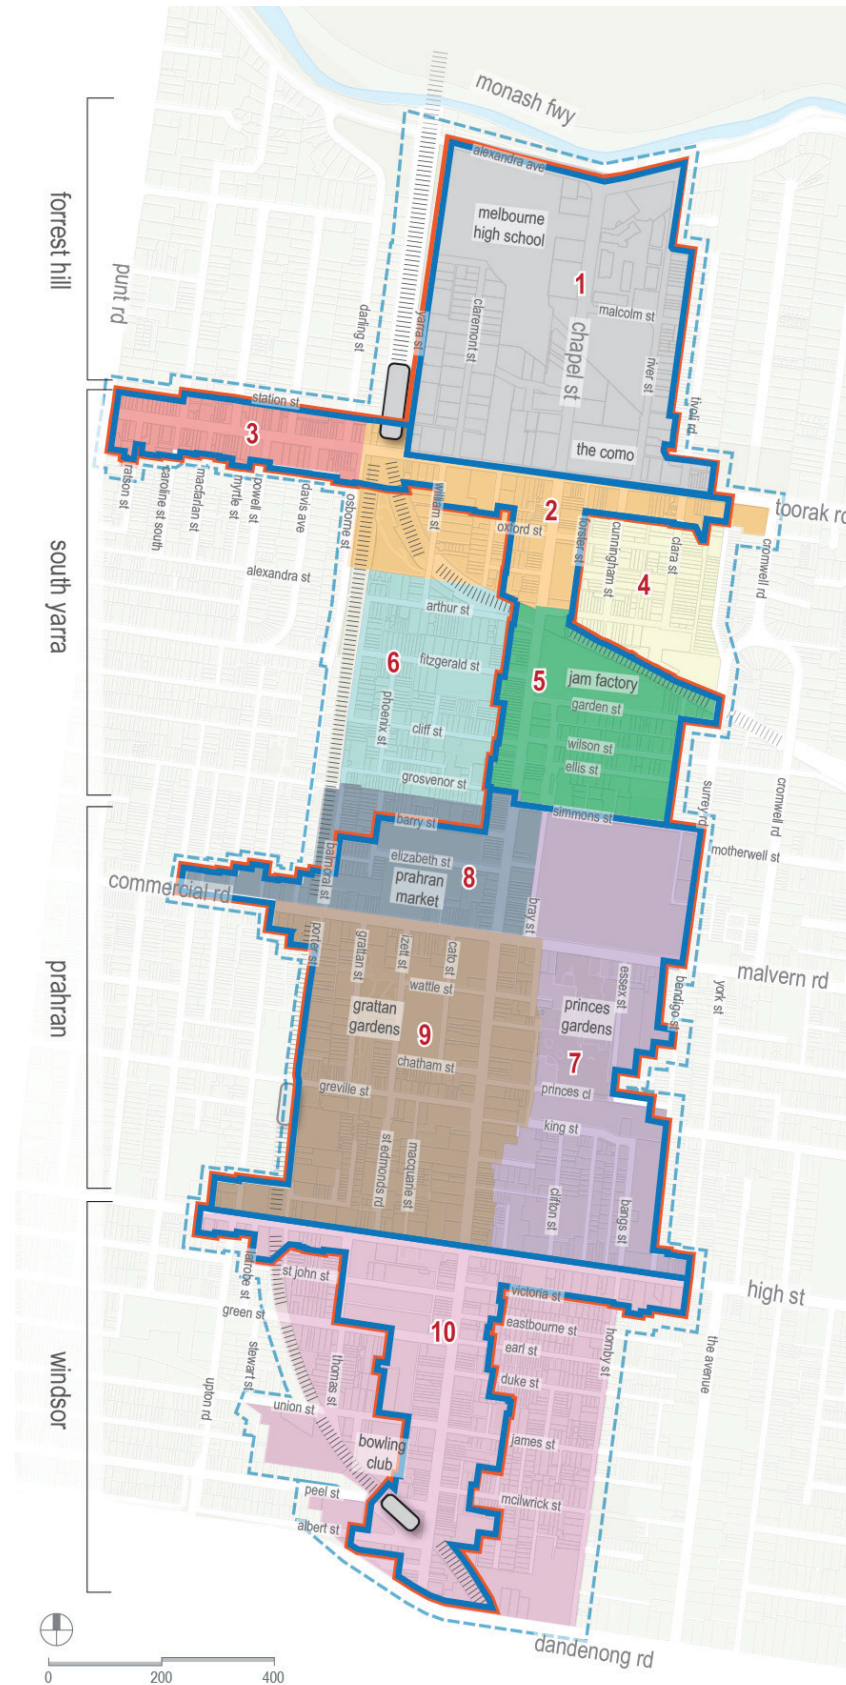 monash fwy
alexandra ave
forrest hill
melbourne
high school
punt rd
1
malcolm st
darling st
yarra st
claremont st
chapel st
river st
tivoli rd
station st
3
the como
2
toorak rd
ralston st
caroline st south
macfarlan st
myrtle st
powell st
davis ave
osborne st
william st
oxford st
forster st
cunningham st
clara st
cromwell rd
south yarra
alexandra st
4
arthur st
6
fitzgerald st
5
jam factory
phoenix st
garden st
cliff st
wilson st
ellis st
grosvenor st
simmons st
surrey rd
cromwell rd
barry st
motherwell st
balmoral st
elizabeth st
commercial rd
prahran
market
8
bray st
porter st
grattan st
izett st
cato st
prahran
malvern rd
essex st
bendigo st
york st
wattle st
grattan
gardens
princes
gardens
9
7
chatham st
greville st
princes cl
king st
st edmonds rd
macquarie st
clifton st
bangs st
latrobe st
st john st
victoria st
high st
green st
10
eastbourne st
earl st
hornby st
the avenue
windsor
stewart st
thomas st
duke st
upton rd
union st
bowling
club
james st
peel st
mcilwrick st
albert st
dandenong rd
0 200 400